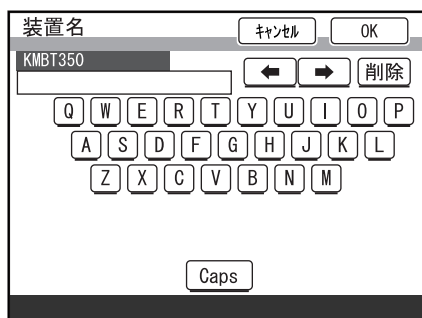 装置名 ｷｬﾝｾﾙ OK
KMBT350
削除
Q W E R T Y U I O P
A S D F G H J K L
Z X C V B N M
Caps